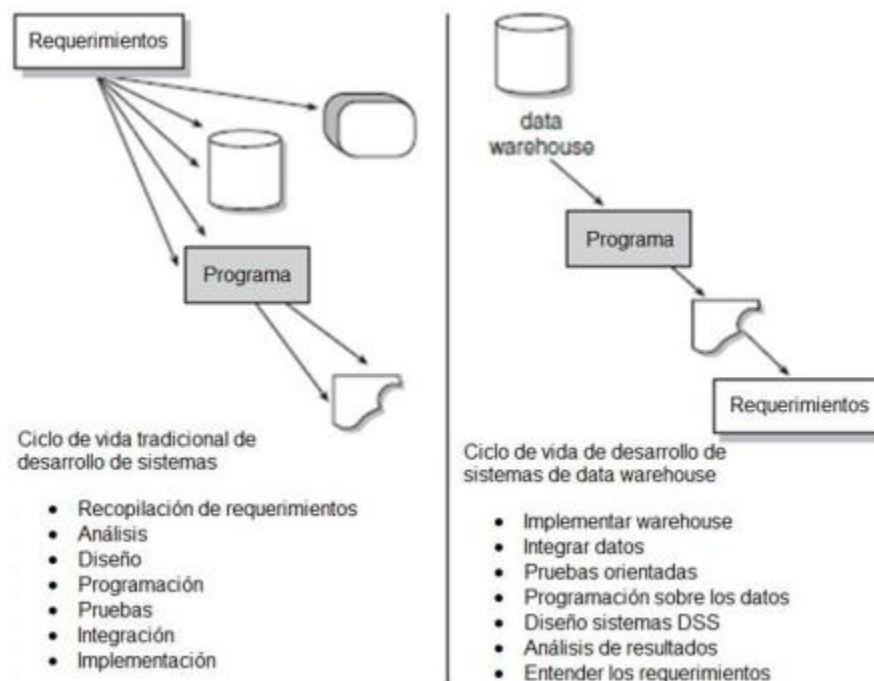 Requerimientos
Programa
Ciclo de vida tradicional de
desarrollo de sistemas
• Recopilación de requerimientos
• Análisis
• Diseño
• Programación
• Pruebas
• Integración
• Implementación
data
warehouse
Programa
Requerimientos
Ciclo de vida de desarrollo de
sistemas de data warehouse
• Implementar warehouse
• Integrar datos
• Pruebas orientadas
• Programación sobre los datos
• Diseño sistemas DSS
• Análisis de resultados
• Entender los requerimientos